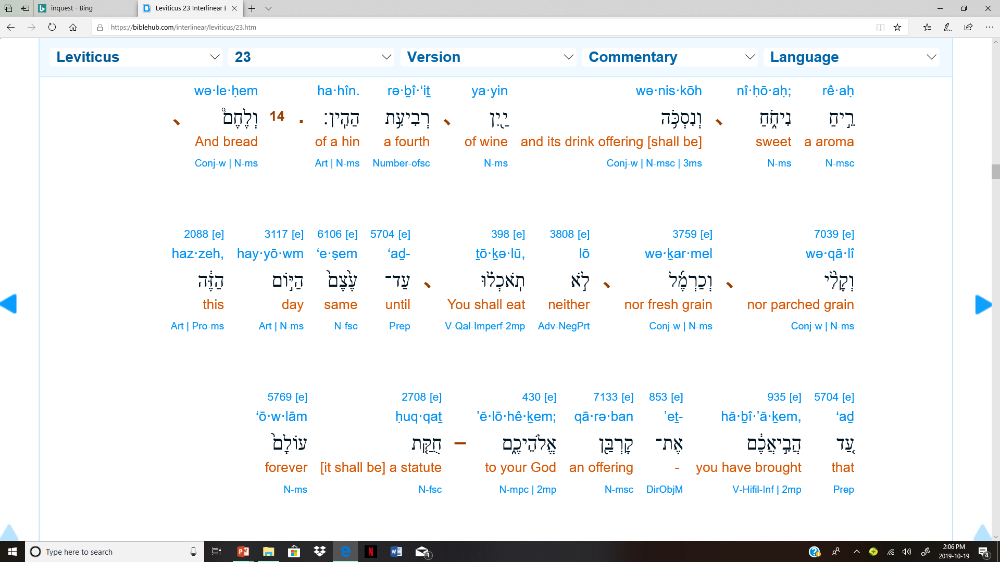 inquest - Bing
Leviticus 23 Interlinear E
https://biblehub.com/interlinear/leviticus/23.htm
Leviticus 23 Version Commentary Language
wə·le·ḥem ha·hîn. rə·ḇî·‘iṯ ya·yin wə·nis·kōh nî·ḥō·aḥ; rê·aḥ
רֵ֣יחַ נִיחֹ֑חַ 、 וְנִסְכֹּ֥ה יַ֖יִן 、 רְבִיעִ֥ת הַהִֽין׃ . 14 וְלֶחֶם֩ 、
And bread of a hin a fourth of wine and its drink offering [shall be] sweet a aroma
Conj-w | N-ms Art | N-ms Number-ofsc N-ms Conj-w | N-msc | 3ms N-ms N-msc
2088 [e] 3117 [e] 6106 [e] 5704 [e] 398 [e] 3808 [e] 3759 [e] 7039 [e]
haz·zeh, hay·yō·wm ‘e·ṣem ‘aḏ- ṯō·ḵə·lū, lō wə·ḵar·mel wə·qā·lî
וְקָלִ֨י 、 וְכַרְמֶ֜ל 、 לֹ֣א תֹֽאכְל֗וּ 、 עַד־ עֶ֙צֶם֙ הַיּ֣וֹם הַזֶּ֔ה
this day same until You shall eat neither nor fresh grain nor parched grain
Art | Pro-ms Art | N-ms N-fsc Prep V-Qal-Imperf-2mp Adv-NegPrt Conj-w | N-ms Conj-w | N-ms
5769 [e] 2708 [e] 430 [e] 7133 [e] 853 [e] 935 [e] 5704 [e]
‘ō·w·lām ḥuq·qaṯ ’ĕ·lō·hê·ḵem; qā·rə·ban ’eṯ- hă·ḇî·’ă·ḵem, ‘aḏ
עַ֚ד הֲבִ֣יאֲכֶ֔ם אֶת־ קָרְבַּ֖ן אֱלֹהֵיכֶ֑ם – חֻקַּ֤ת עוֹלָם֙
forever [it shall be] a statute to your God an offering - you have brought that
N-ms N-fsc N-mpc | 2mp N-msc DirObjM V-Hifil-Inf | 2mp Prep
Type here to search
1
2:06 PM
2019-10-19
4